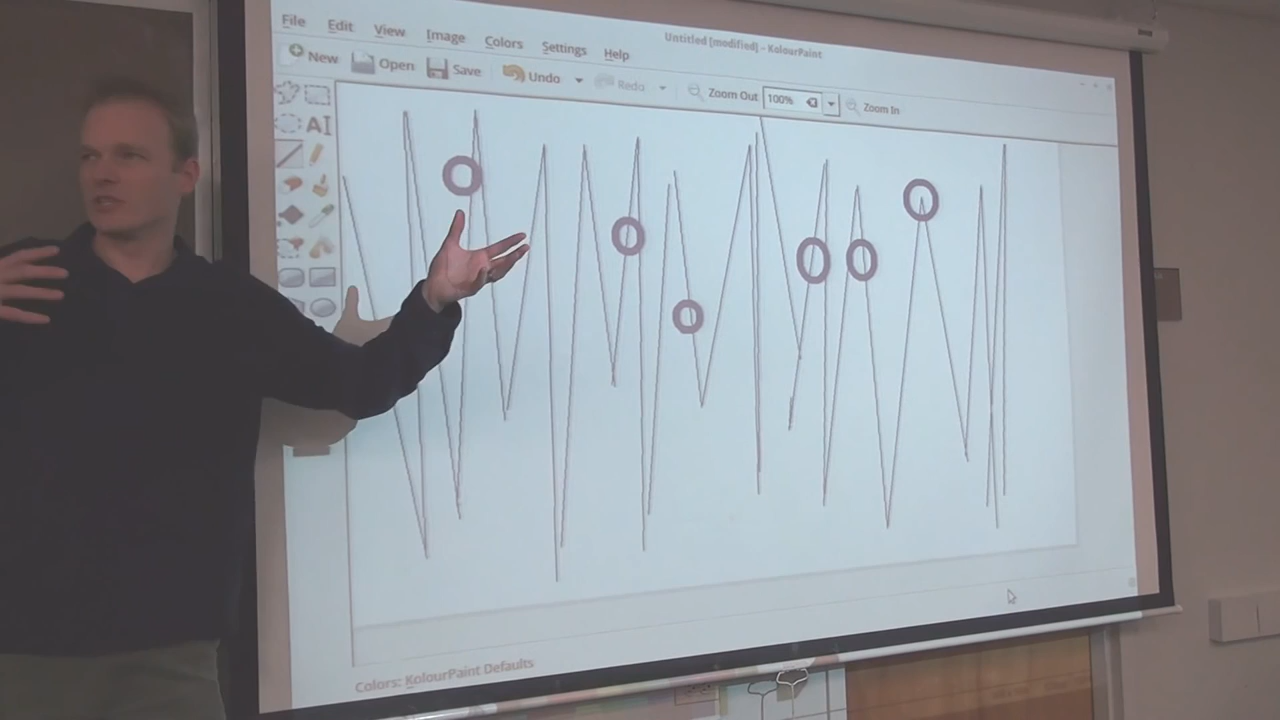 Untitled [modified] - KolourPaint
File Edit View Image Colors Settings Help
New Open Save Undo Redo Zoom Out 100% Zoom In
AI
Colors: KolourPaint Defaults